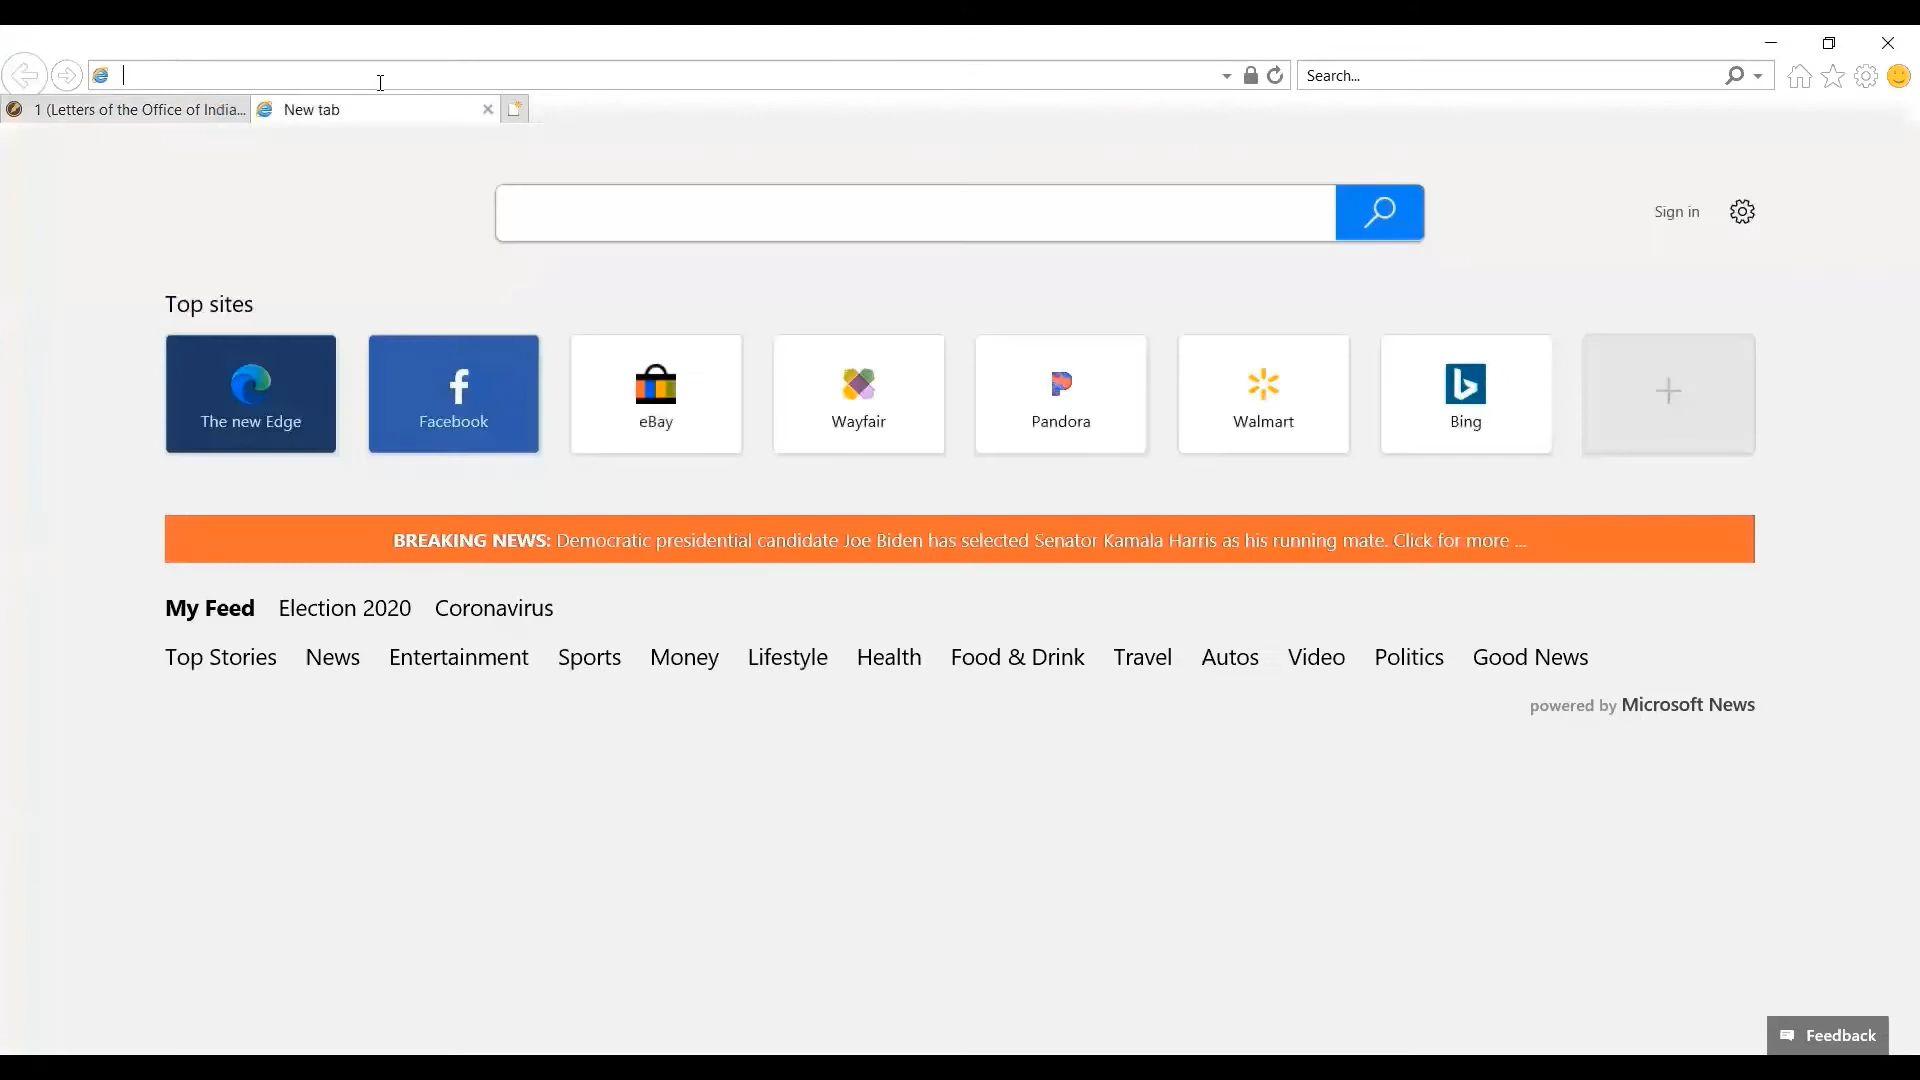 Search...
1 (Letters of the Office of India...
New tab
Sign in
Top sites
The new Edge
Facebook
eBay
Wayfair
Pandora
Walmart
Bing
BREAKING NEWS: Democratic presidential candidate Joe Biden has selected Senator Kamala Harris as his running mate. Click for more ...
My Feed Election 2020 Coronavirus
Top Stories News Entertainment Sports Money Lifestyle Health Food & Drink Travel Autos Video Politics Good News
powered by Microsoft News
Feedback